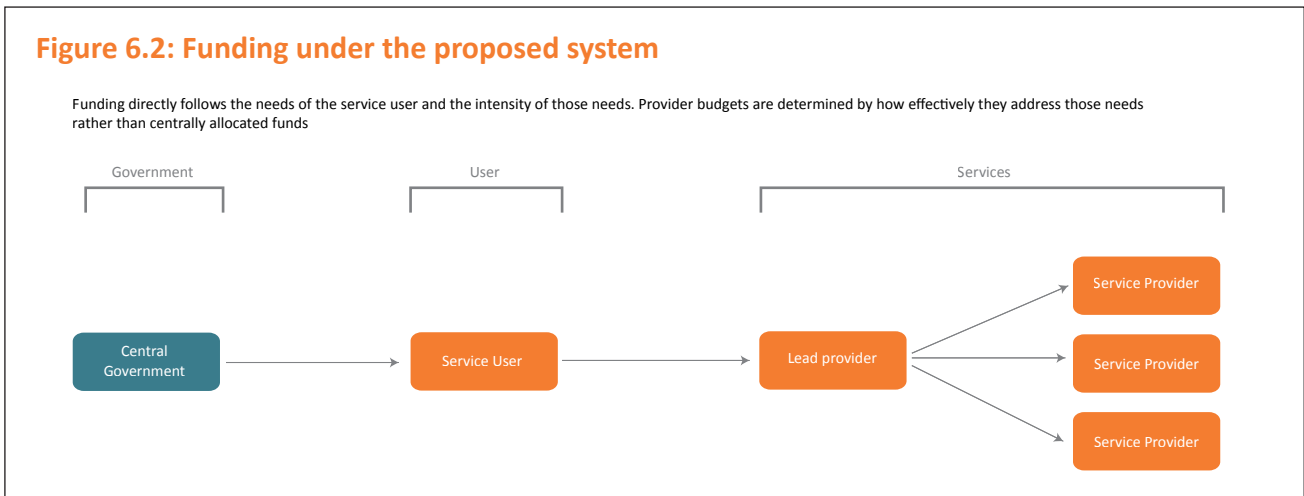 Figure 6.2: Funding under the proposed system
Funding directly follows the needs of the service user and the intensity of those needs. Provider budgets are determined by how effectively they address those needs
rather than centrally allocated funds
Government
User
Services
Central
Government
Service User
Lead provider
Service Provider
Service Provider
Service Provider